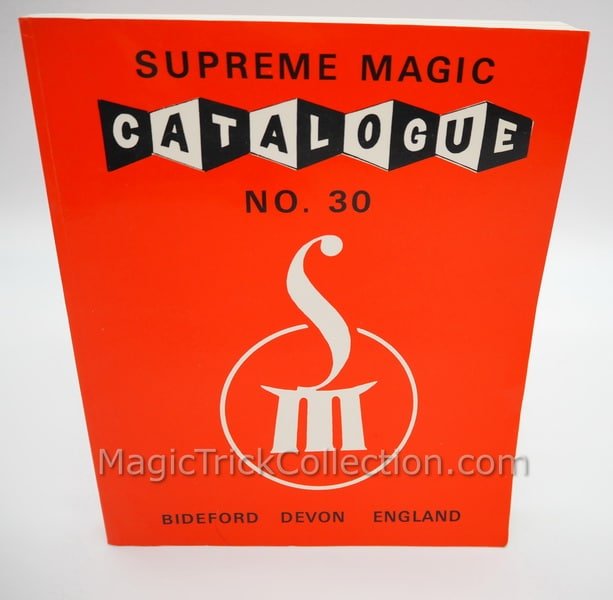 SUPREME MAGIC
CATALOGUE
NO. 30
S
m
MagicTrickCollection.com
BIDEFORD DEVON ENGLAND